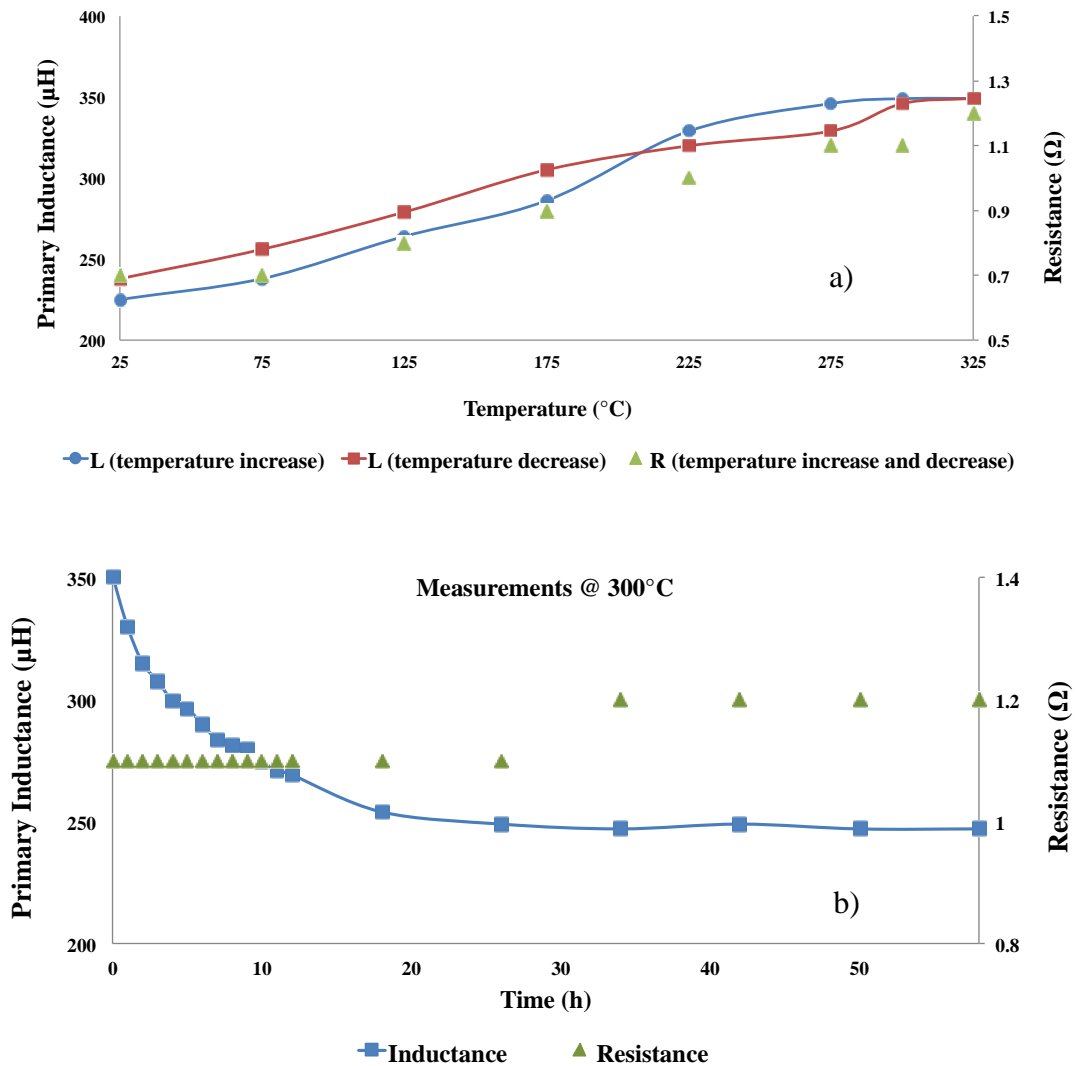 400
350
300
250
200
Primary Inductance (µH)
1.5
1.3
1.1
0.9
0.7
0.5
Resistance (Ω)
a)
25 75 125 175 225 275 325
Temperature (°C)
L (temperature increase) L (temperature decrease) R (temperature increase and decrease)
Measurements @ 300°C
350
300
250
200
Primary Inductance (µH)
1.4
1.2
1
0.8
Resistance (Ω)
b)
0 10 20 30 40 50
Time (h)
Inductance Resistance